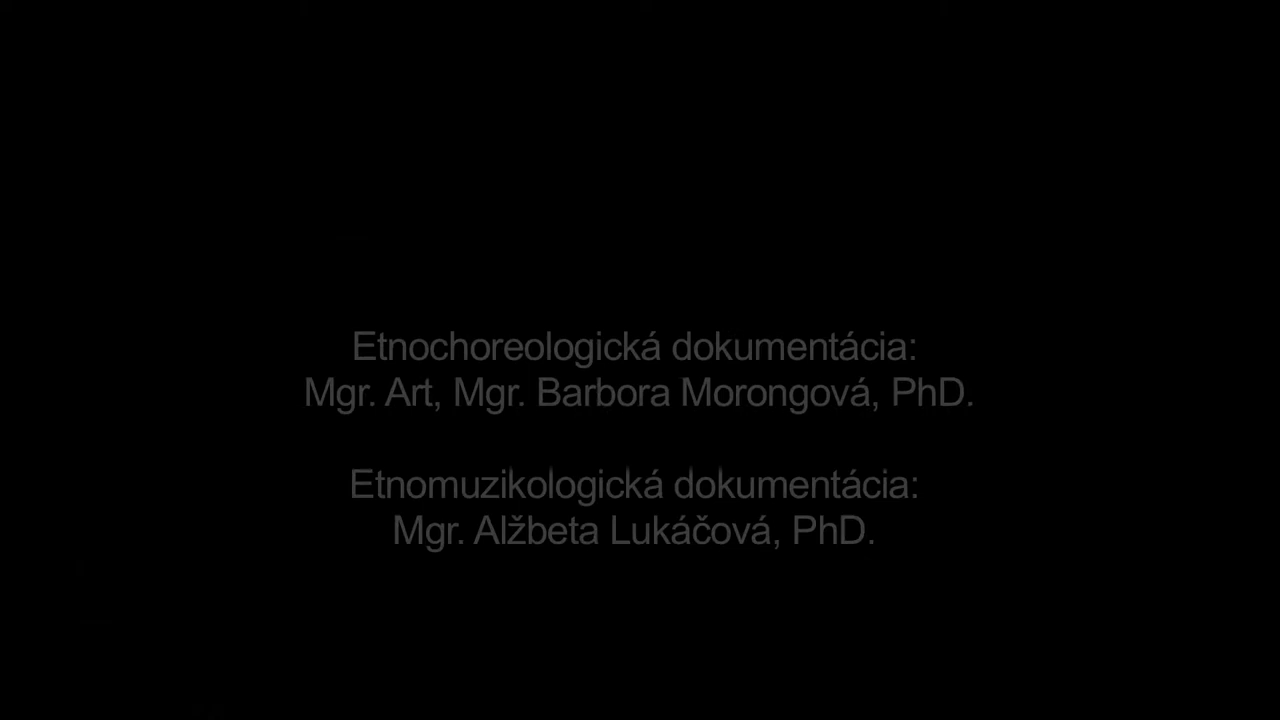 Etnochoreologická dokumentácia:
Mgr. Art, Mgr. Barbora Morongová, PhD.
Etnomuzikologická dokumentácia:
Mgr. Alžbeta Lukáčová, PhD.